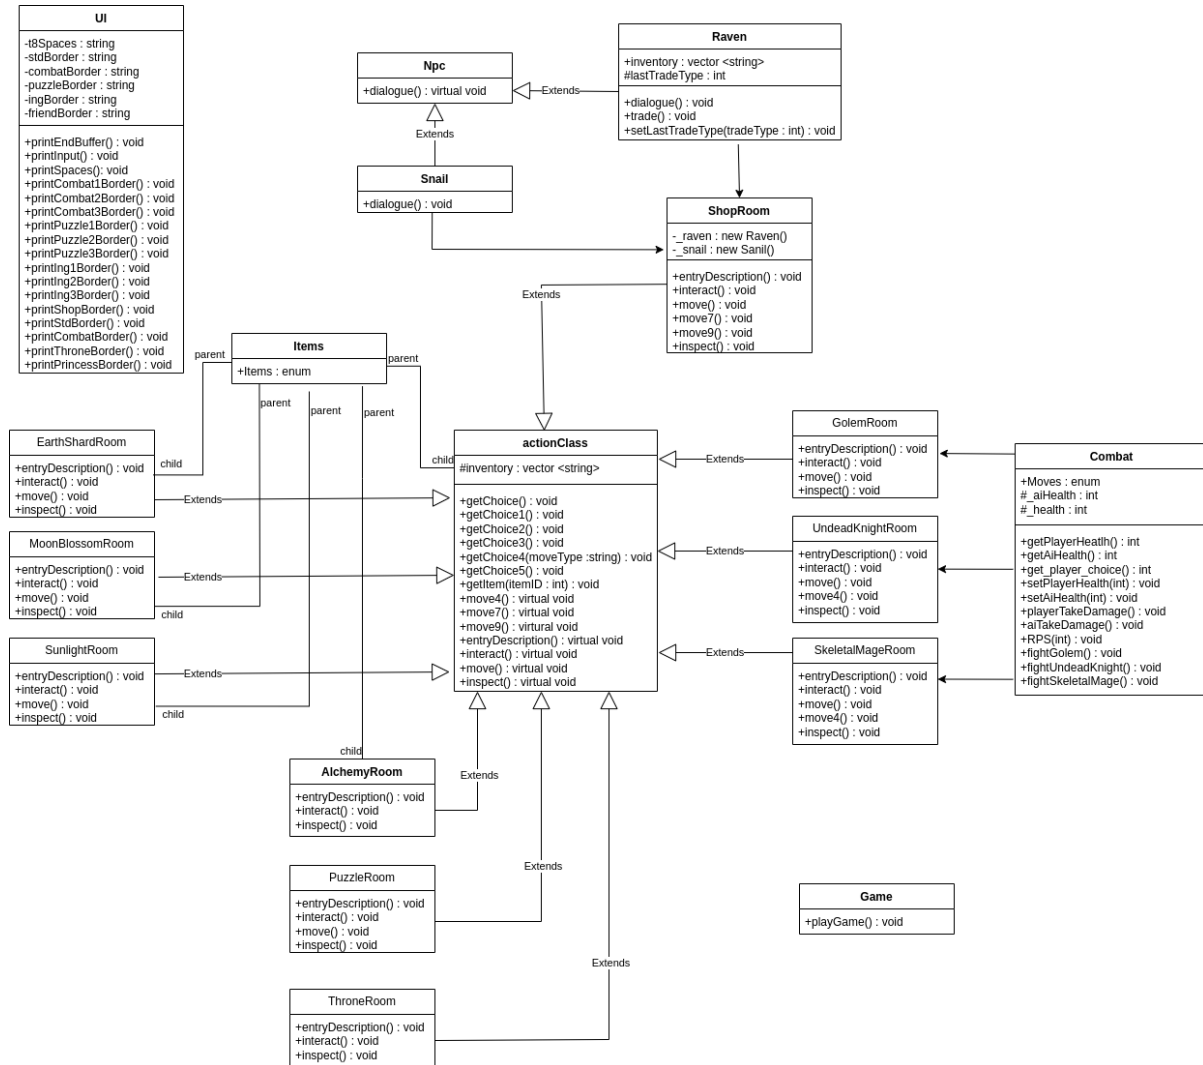 UI
-t8Spaces : string
-stdBorder : string
-combatBorder : string
-puzzleBorder : string
-ingBorder : string
-friendBorder : string
+printEndBuffer() : void
+printInput() : void
+printSpaces(): void
+printCombat1Border() : void
+printCombat2Border() : void
+printCombat3Border() : void
+printPuzzle1Border() : void
+printPuzzle2Border() : void
+printPuzzle3Border() : void
+printIng1Border() : void
+printIng2Border() : void
+printIng3Border() : void
+printShopBorder() : void
+printStdBorder() : void
+printCombatBorder() : void
+printThroneBorder() : void
+printPrincessBorder() : void
Npc
+dialogue() : virtual void
Extends
Raven
+inventory : vector <string>
#lastTradeType : int
+dialogue() : void
+trade() : void
+setLastTradeType(tradeType : int) : void
Extends
Snail
+dialogue() : void
ShopRoom
-_raven : new Raven()
-_snail : new Sanil()
+entryDescription() : void
+interact() : void
+move() : void
+move7() : void
+move9() : void
+inspect() : void
Extends
Items
+Items : enum
parent
parent
parent
parent
parent
EarthShardRoom
+entryDescription() : void
+interact() : void
+move() : void
+inspect() : void
child
Extends
MoonBlossomRoom
+entryDescription() : void
+interact() : void
+move() : void
+inspect() : void
Extends
child
SunlightRoom
+entryDescription() : void
+interact() : void
+move() : void
+inspect() : void
Extends
child
actionClass
child
#inventory : vector <string>
+getChoice() : void
+getChoice1() : void
+getChoice2() : void
+getChoice3() : void
+getChoice4(moveType :string) : void
+getChoice5() : void
+getItem(itemID : int) : void
+move4() : virtual void
+move7() : virtual void
+move9() : virtural void
+entryDescription() : virtual void
+interact() : virtual void
+move() : virtual void
+inspect() : virtual void
GolemRoom
+entryDescription() : void
+interact() : void
+move() : void
+inspect() : void
Extends
UndeadKnightRoom
+entryDescription() : void
+interact() : void
+move() : void
+move4() : void
+inspect() : void
Extends
SkeletalMageRoom
+entryDescription() : void
+interact() : void
+move() : void
+move4() : void
+inspect() : void
Extends
Combat
+Moves : enum
#_aiHealth : int
#_health : int
+getPlayerHeatlh() : int
+getAiHealth() : int
+get_player_choice() : int
+setPlayerHealth(int) : void
+setAiHealth(int) : void
+playerTakeDamage() : void
+aiTakeDamage() : void
+RPS(int) : void
+fightGolem() : void
+fightUndeadKnight() : void
+fightSkeletalMage() : void
child
AlchemyRoom
+entryDescription() : void
+interact() : void
+inspect() : void
Extends
PuzzleRoom
+entryDescription() : void
+interact() : void
+move() : void
+inspect() : void
Extends
Game
+playGame() : void
ThroneRoom
+entryDescription() : void
+interact() : void
+inspect() : void
Extends